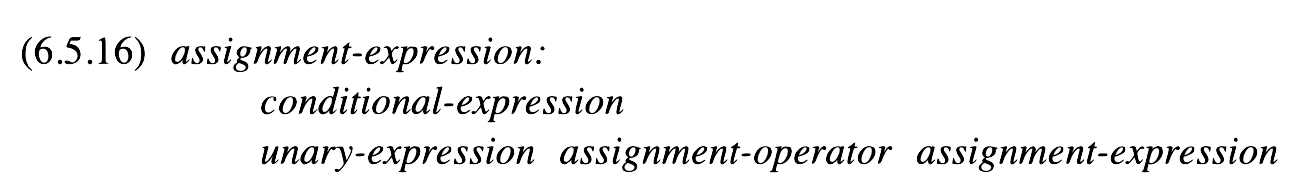 (6.5.16) assignment-expression:
conditional-expression
unary-expression assignment-operator assignment-expression